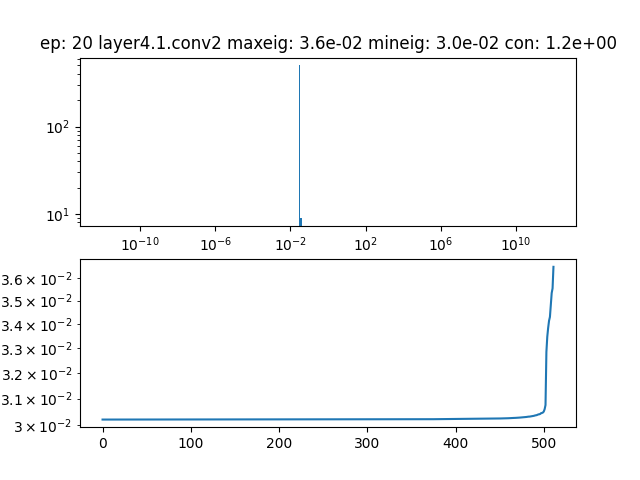 ep: 20 layer4.1.conv2 maxeig: 3.6e-02 mineig: 3.0e-02 con: 1.2e+00
10²
10¹
10⁻¹⁰ 10⁻⁶ 10⁻² 10² 10⁶ 10¹⁰
3.6 × 10⁻²
3.5 × 10⁻²
3.4 × 10⁻²
3.3 × 10⁻²
3.2 × 10⁻²
3.1 × 10⁻²
3 × 10⁻²
0 100 200 300 400 500